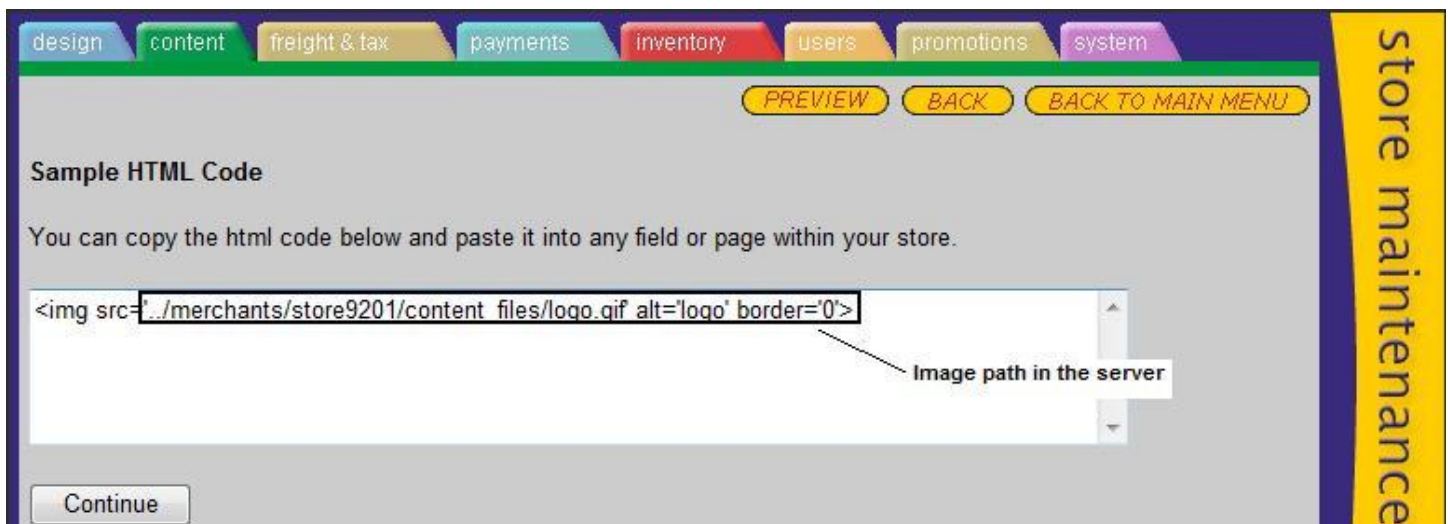 design content freight & tax payments inventory users promotions system
PREVIEW BACK BACK TO MAIN MENU
Sample HTML Code
You can copy the html code below and paste it into any field or page within your store.
<img src='../merchants/store9201/content_files/logo.gif' alt='logo' border='0'>
Image path in the server
Continue
store maintenance